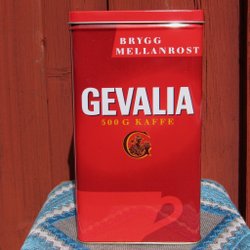 BRYGG
MELLANROST
GEVALIA
500 G KAFFE
G